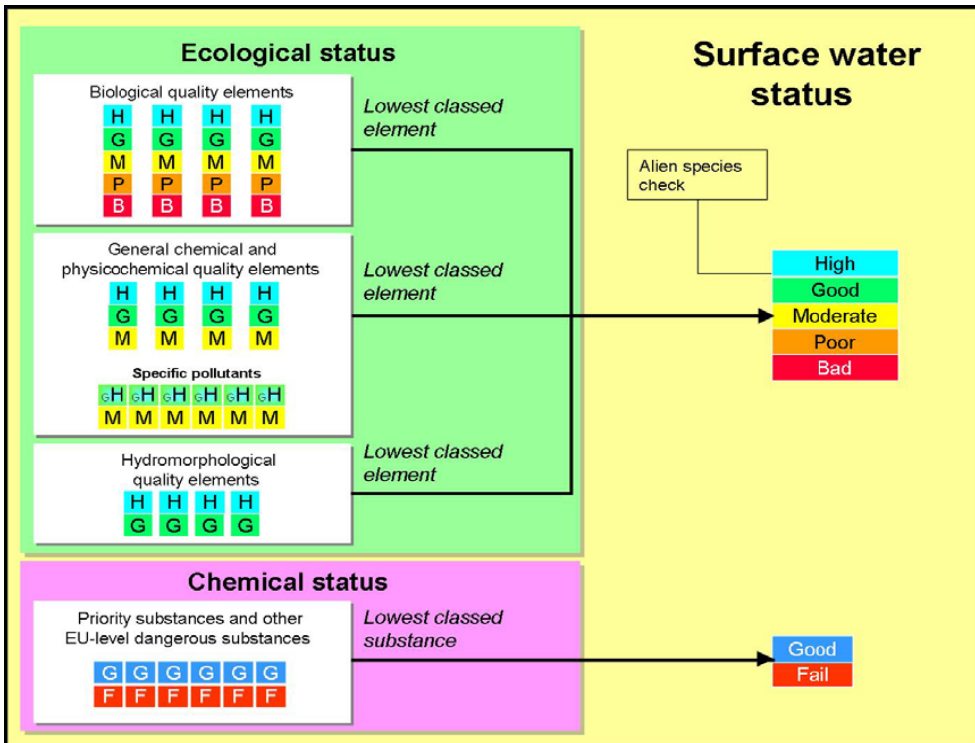 Ecological status
Surface water
status
Biological quality elements
H H H H
G G G G
M M M M
P P P P
B B B B
Lowest classed
element
Alien species
check
General chemical and
physicochemical quality elements
H H H H
G G G G
M M M M
Specific pollutants
GH GH GH GH GH GH
M M M M M M
Lowest classed
element
High
Good
Moderate
Poor
Bad
Hydromorphological
quality elements
H H H H
G G G G
Lowest classed
element
Chemical status
Priority substances and other
EU-level dangerous substances
G G G G G G
F F F F F F
Lowest classed
substance
Good
Fail